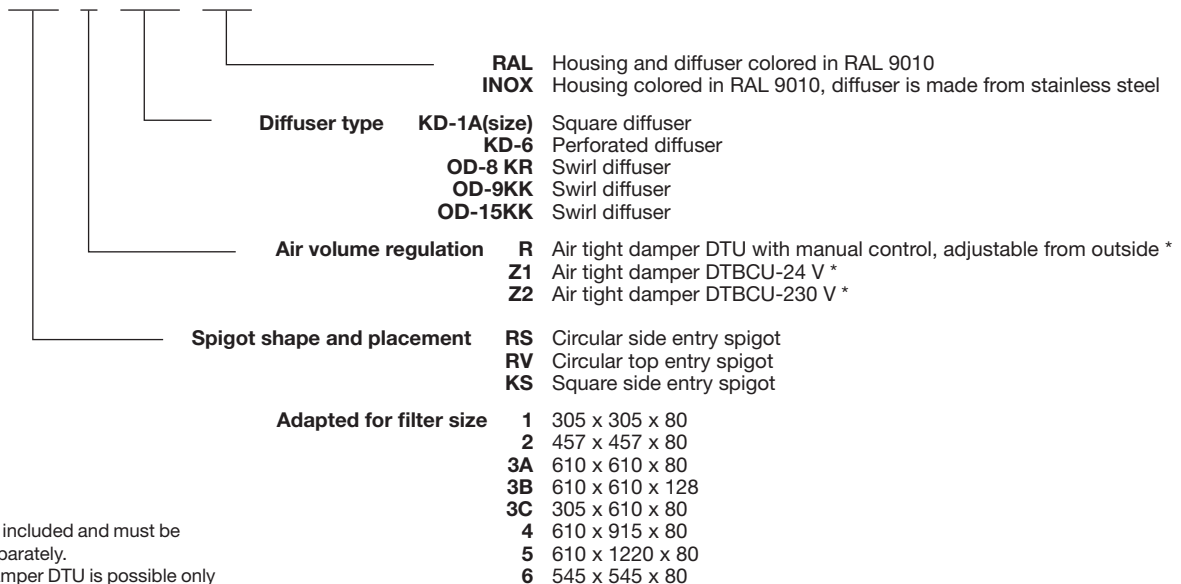 RAL Housing and diffuser colored in RAL 9010
INOX Housing colored in RAL 9010, diffuser is made from stainless steel
Diffuser type KD-1A(size) Square diffuser
KD-6 Perforated diffuser
OD-8 KR Swirl diffuser
OD-9KK Swirl diffuser
OD-15KK Swirl diffuser
Air volume regulation R Air tight damper DTU with manual control, adjustable from outside *
Z1 Air tight damper DTBCU-24 V *
Z2 Air tight damper DTBCU-230 V *
Spigot shape and placement RS Circular side entry spigot
RV Circular top entry spigot
KS Square side entry spigot
Adapted for filter size 1 305 x 305 x 80
2 457 x 457 x 80
3A 610 x 610 x 80
3B 610 x 610 x 128
3C 305 x 610 x 80
4 610 x 915 x 80
5 610 x 1220 x 80
6 545 x 545 x 80
included and must be
parately.
amper DTU is possible only